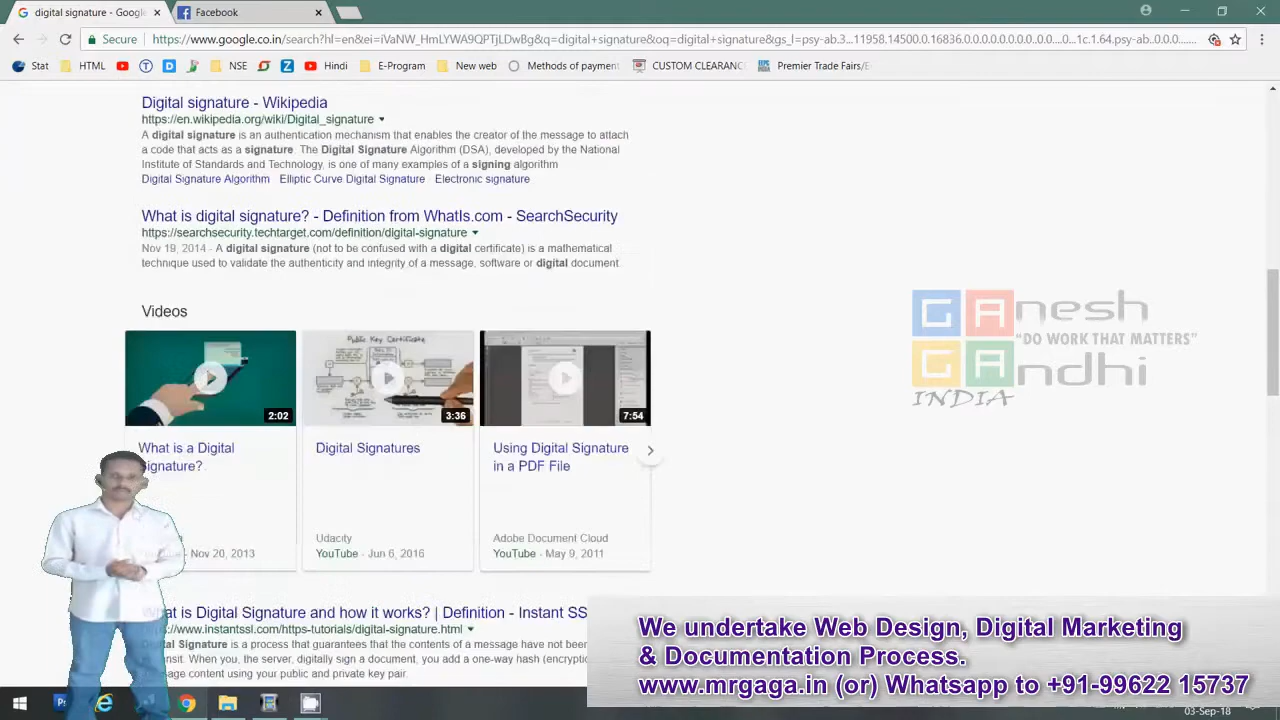 digital signature - Google
Facebook
Secure
https://www.google.co.in/search?hl=en&ei=iVaNW_HmLYWA9QPTjLDwBg&q=digital+signature&oq=digital+signature&gs_l=psy-ab.3...11958.14500.0.16836.0.0.0.0.0.0.0.0.0.0..0.0....0...1c.1.64.psy-ab..0.0.0....
Stat HTML NSE Hindi E-Program New web Methods of payment CUSTOM CLEARANC Premier Trade Fairs/E
Digital signature - Wikipedia
https://en.wikipedia.org/wiki/Digital_signature
A digital signature is an authentication mechanism that enables the creator of the message to attach
a code that acts as a signature. The Digital Signature Algorithm (DSA), developed by the National
Institute of Standards and Technology, is one of many examples of a signing algorithm
Digital Signature Algorithm · Elliptic Curve Digital Signature · Electronic signature
What is digital signature? - Definition from WhatIs.com - SearchSecurity
https://searchsecurity.techtarget.com/definition/digital-signature
Nov 19, 2014 - A digital signature (not to be confused with a digital certificate) is a mathematical
technique used to validate the authenticity and integrity of a message, software or digital document.
GAnesh
"DO WORK THAT MATTERS"
GAndhi
INDIA
Videos
Public Key Certificate
2:02
3:36
7:54
What is a Digital
Signature?
Digital Signatures
Using Digital Signature
in a PDF File
Udacity
Adobe Document Cloud
- Nov 20, 2013
YouTube - Jun 6, 2016
YouTube - May 9, 2011
What is Digital Signature and how it works? | Definition - Instant SS
www.instantssl.com/https-tutorials/digital-signature.html
Digital Signature is a process that guarantees that the contents of a message have not been
When you, the server, digitally sign a document, you add a one-way hash (encryptio
content using your public and private key pair.
We undertake Web Design, Digital Marketing
& Documentation Process.
www.mrgaga.in (or) Whatsapp to +91-99622 15737
03-Sep-18